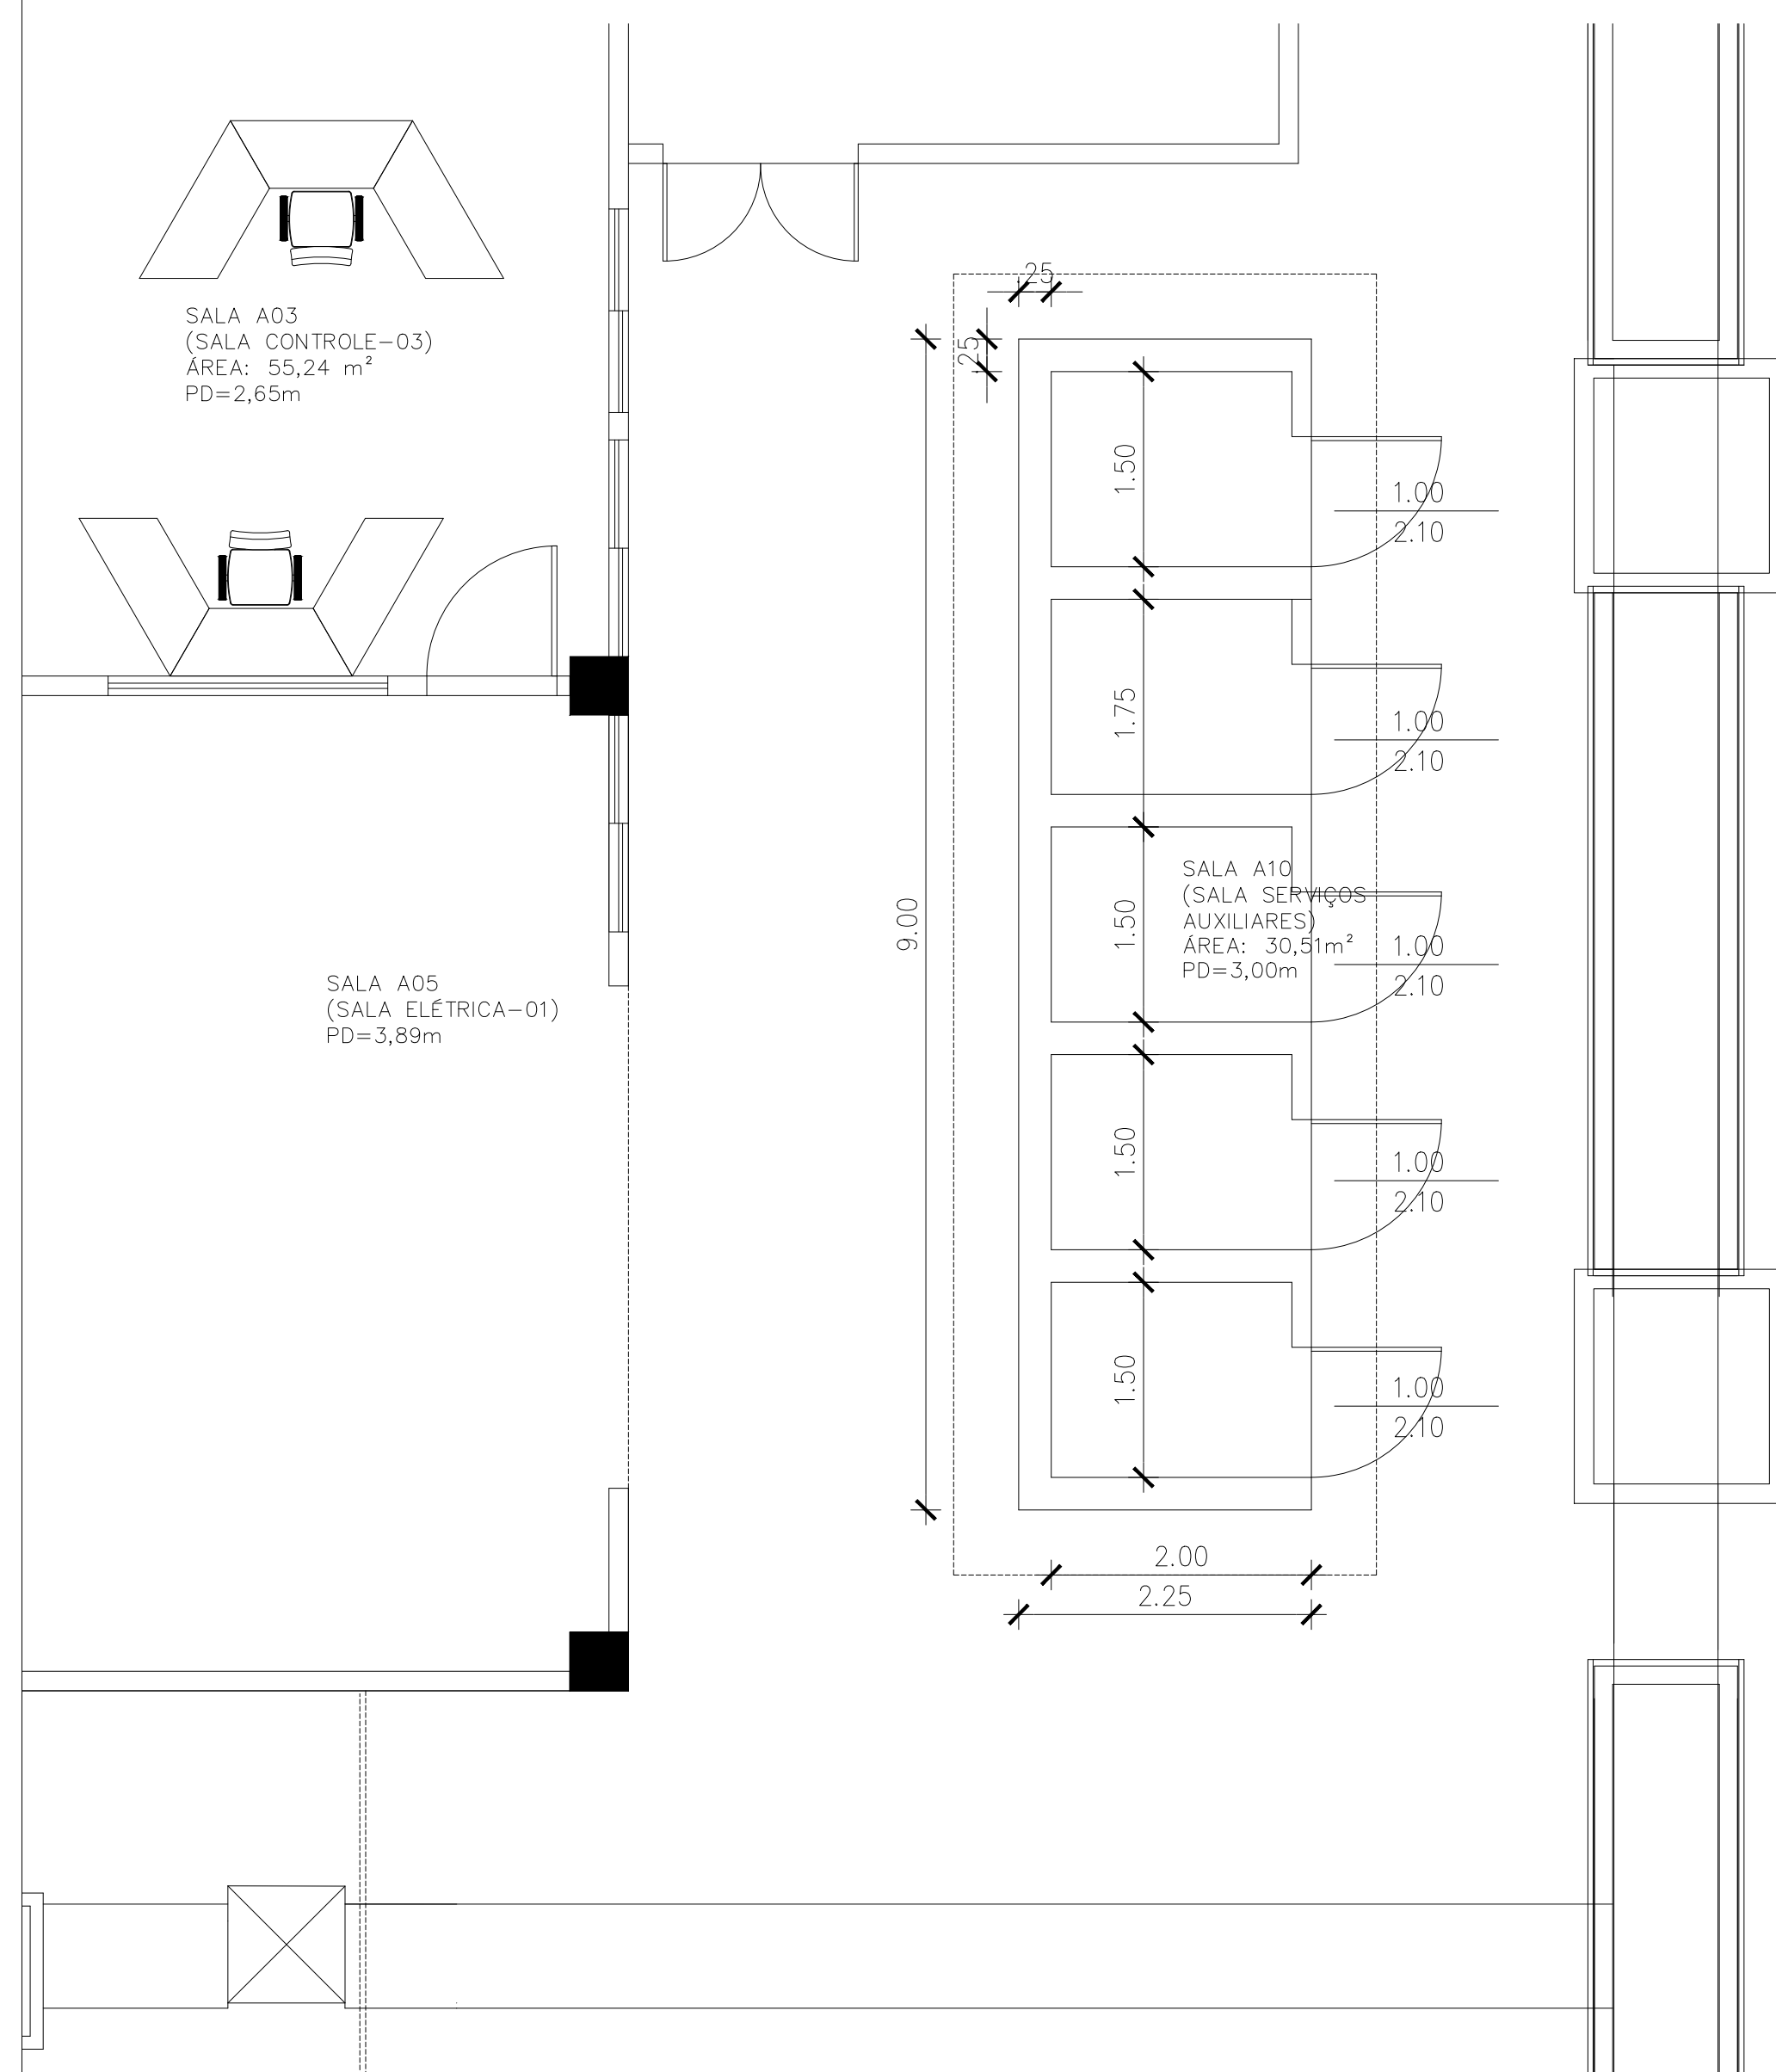 .25
.25
SALA A03
(SALA CONTROLE-03)
ÁREA: 55,24 m²
PD=2,65m
1.50
1.00
2.10
1.75
1.00
2.10
SALA A10
(SALA SERVIÇOS
AUXILIARES)
ÁREA: 30,51m²
PD=3,00m
9.00
1.50
1.00
2.10
SALA A05
(SALA ELÉTRICA-01)
PD=3,89m
1.50
1.00
2.10
1.50
1.00
2.10
2.00
2.25